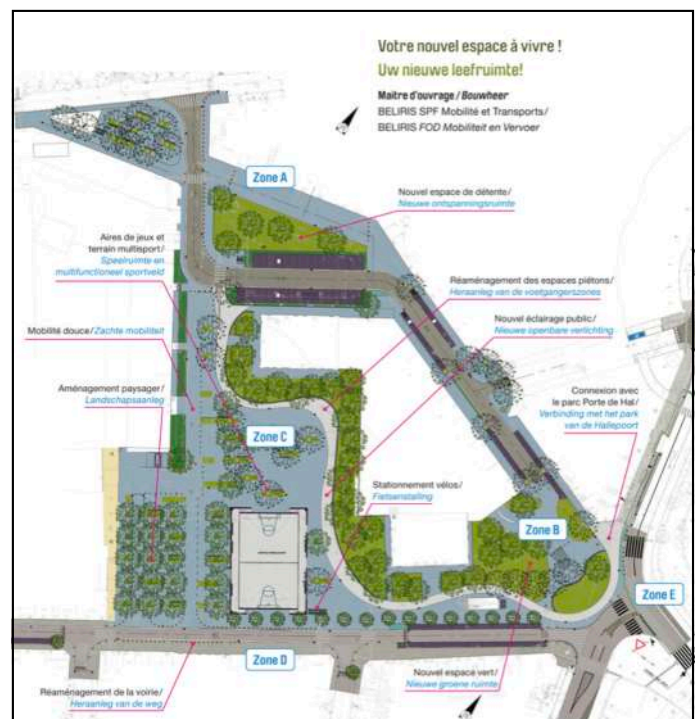 Votre nouvel espace à vivre !
Uw nieuwe leefruimte!
Maître d'ouvrage / Bouwheer
BELIRIS SPF Mobilité et Transports/
BELIRIS FOD Mobiliteit en Vervoer
Zone A
Nouvel espace de détente/
Nieuwe ontspanningsruimte
Aires de jeux et
terrain multisport/
Speelruimte en
multifunctioneel sportveld
Réaménagement des espaces piétons/
Heraanleg van de voetgangerszones
Nouvel éclairage public/
Nieuwe openbare verlichting
Mobilité douce/Zachte mobiliteit
Aménagement paysager/
Landschapsaanleg
Connexion avec
le parc Porte de Hal/
Verbinding met het park
van de Hallepoort
Zone C
Stationnement vélos/
Fietsenstalling
Zone B
Zone E
Zone D
Nouvel espace vert/
Nieuwe groene ruimte
Réaménagement de la voirie/
Heraanleg van de weg